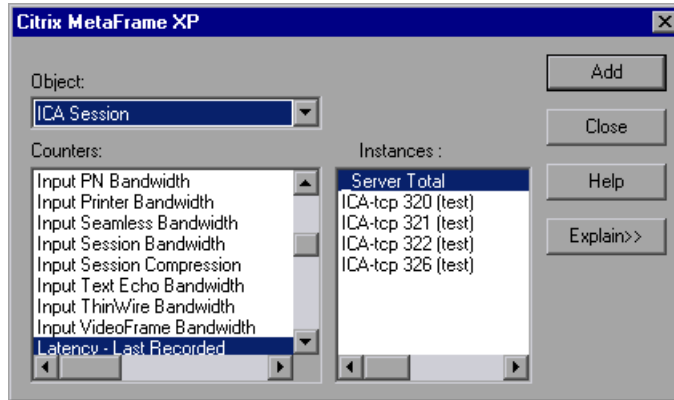 Citrix MetaFrame XP
Object:
ICA Session
Counters:
Input PN Bandwidth
Input Printer Bandwidth
Input Seamless Bandwidth
Input Session Bandwidth
Input Session Compression
Input Text Echo Bandwidth
Input ThinWire Bandwidth
Input VideoFrame Bandwidth
Latency - Last Recorded
Instances :
_Server Total
ICA-tcp 320 (test)
ICA-tcp 321 (test)
ICA-tcp 322 (test)
ICA-tcp 326 (test)
Add
Close
Help
Explain>>